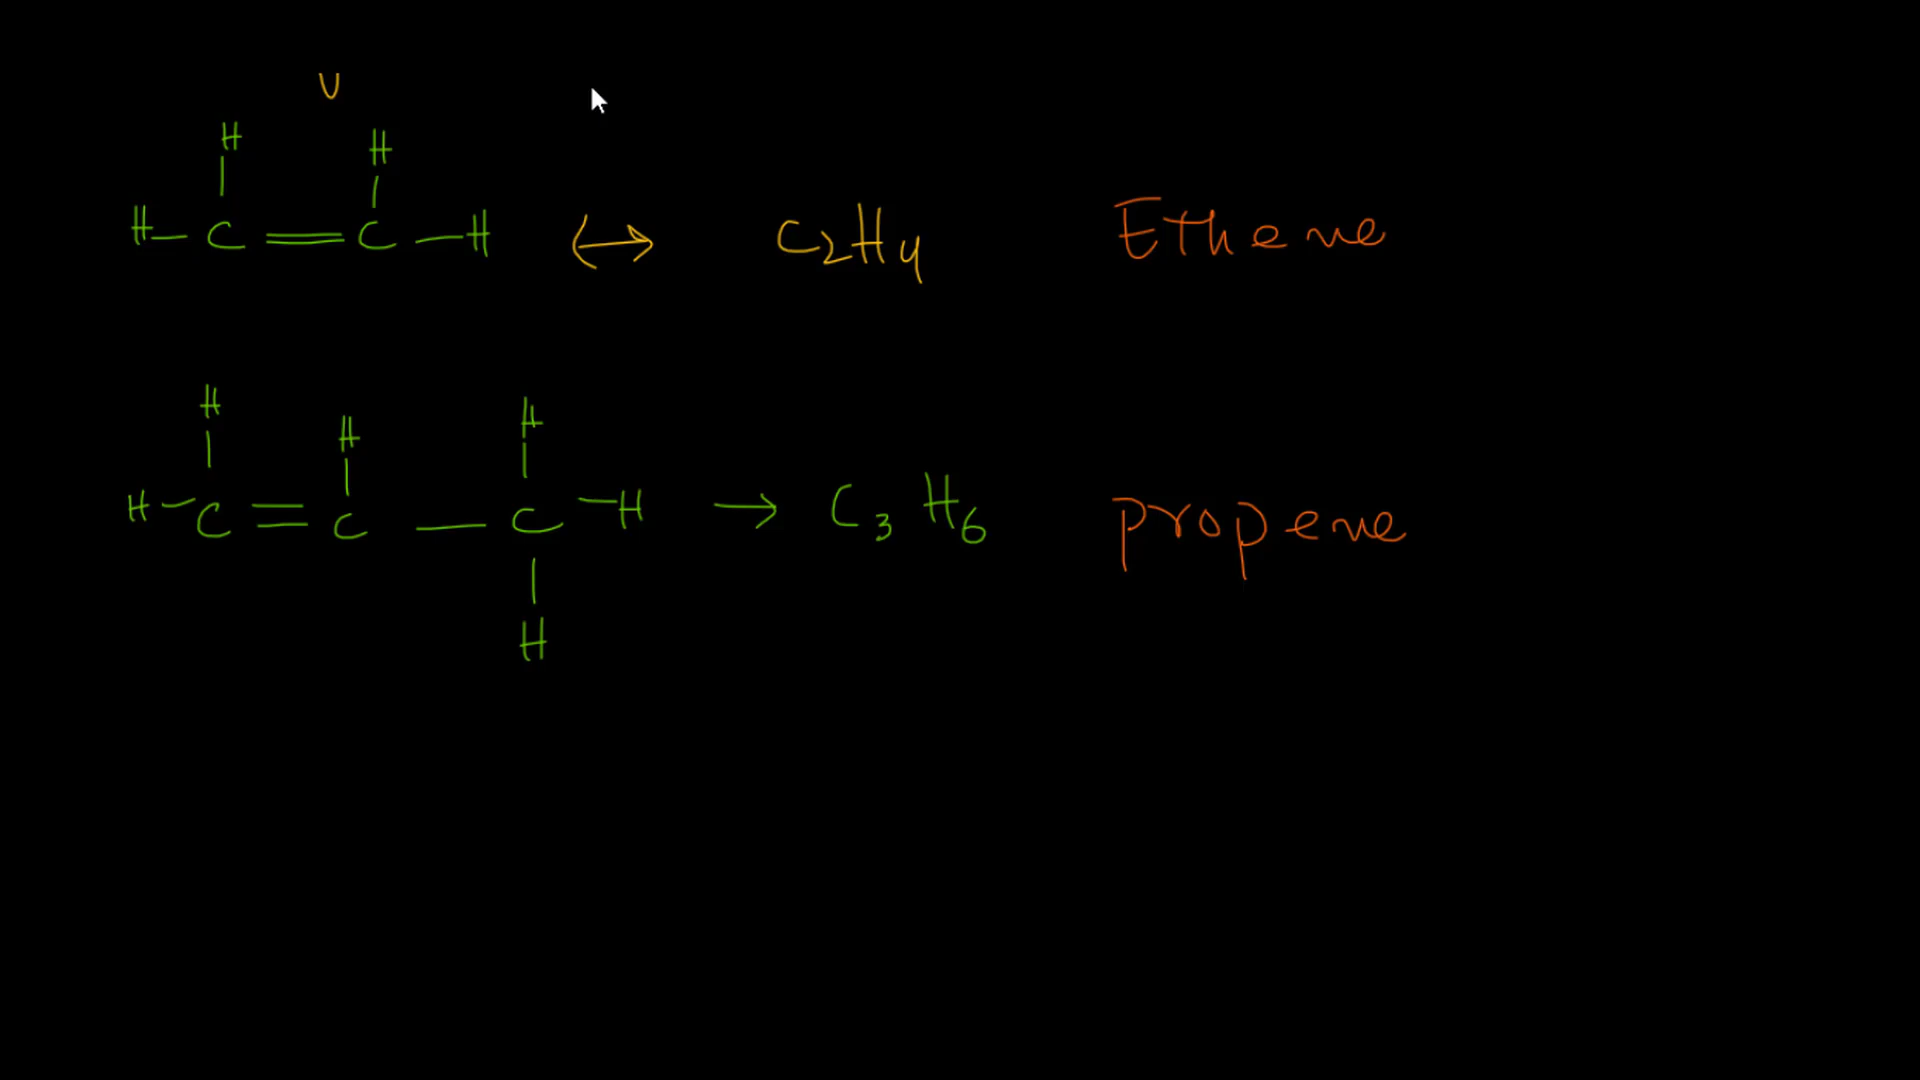 U
H H
H—C=C—H ↔ C2H4 Ethene
H H H
H—C=C—C—H → C3H6 propene
H